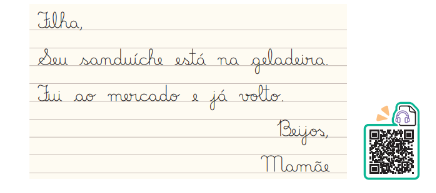 Filha,
Seu sanduíche está na geladeira.
Fui ao mercado e já volto.
Beijos,
Mamãe